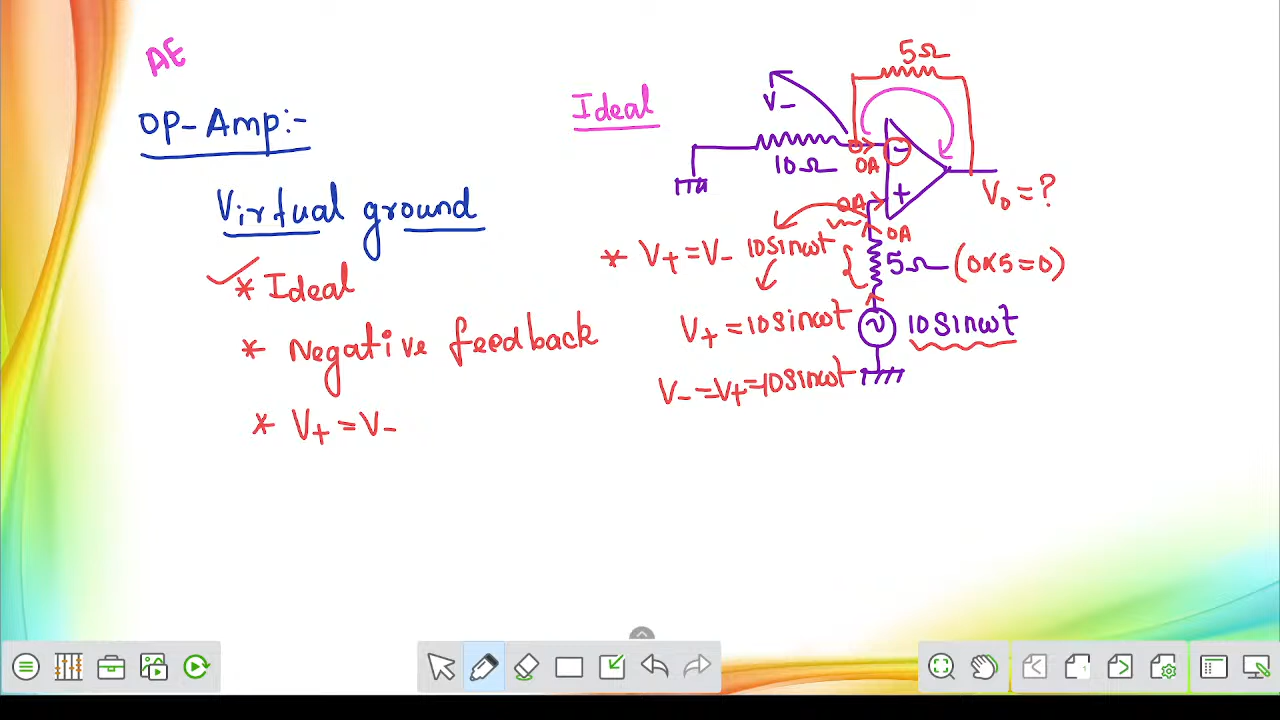 AE
OP-Amp:-
Virtual ground
* Ideal
* Negative feedback
* V+ = V-
Ideal
5Ω
V-
10Ω
0A
-
+
V0 = ?
0A
0A
* V+ = V- 10sinωt
5Ω (0×5=0)
V+ = 10sinωt
10sinωt
V- = V+ = 10sinωt